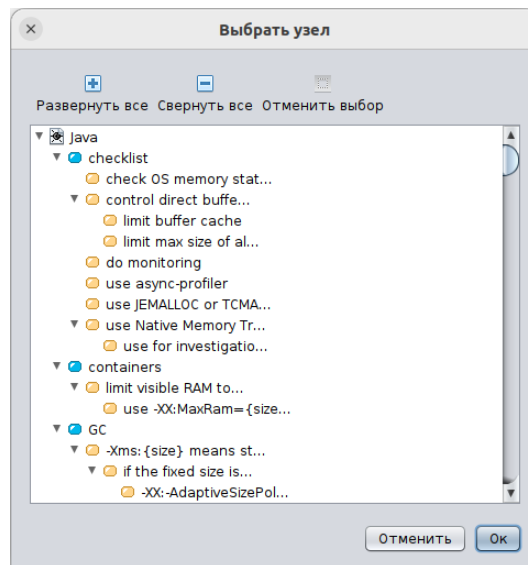 Выбрать узел
Развернуть все Свернуть все Отменить выбор
Java
checklist
check OS memory stat...
control direct buffe...
limit buffer cache
limit max size of al...
do monitoring
use async-profiler
use JEMALLOC or TCMA...
use Native Memory Tr...
use for investigatio...
containers
limit visible RAM to...
use -XX:MaxRam={size...
GC
-Xms:{size} means st...
if the fixed size is...
-XX:-AdaptiveSizePol...
Отменить Ок